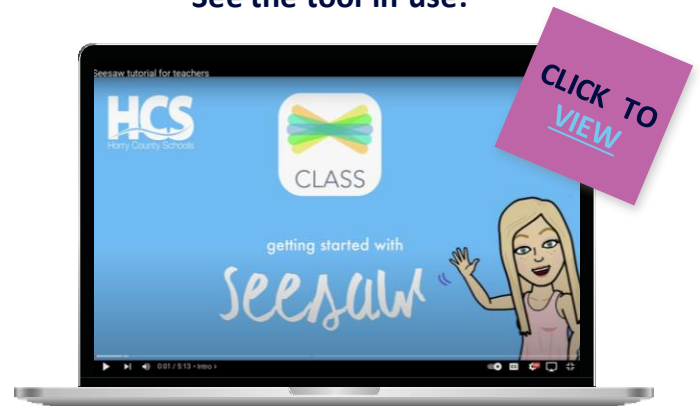 See the tool in use!
Seesaw tutorial for teachers
HCS
Horry County Schools
CLICK TO
VIEW
CLASS
getting started with
seesaw
0:01 / 5:13 • Intro >